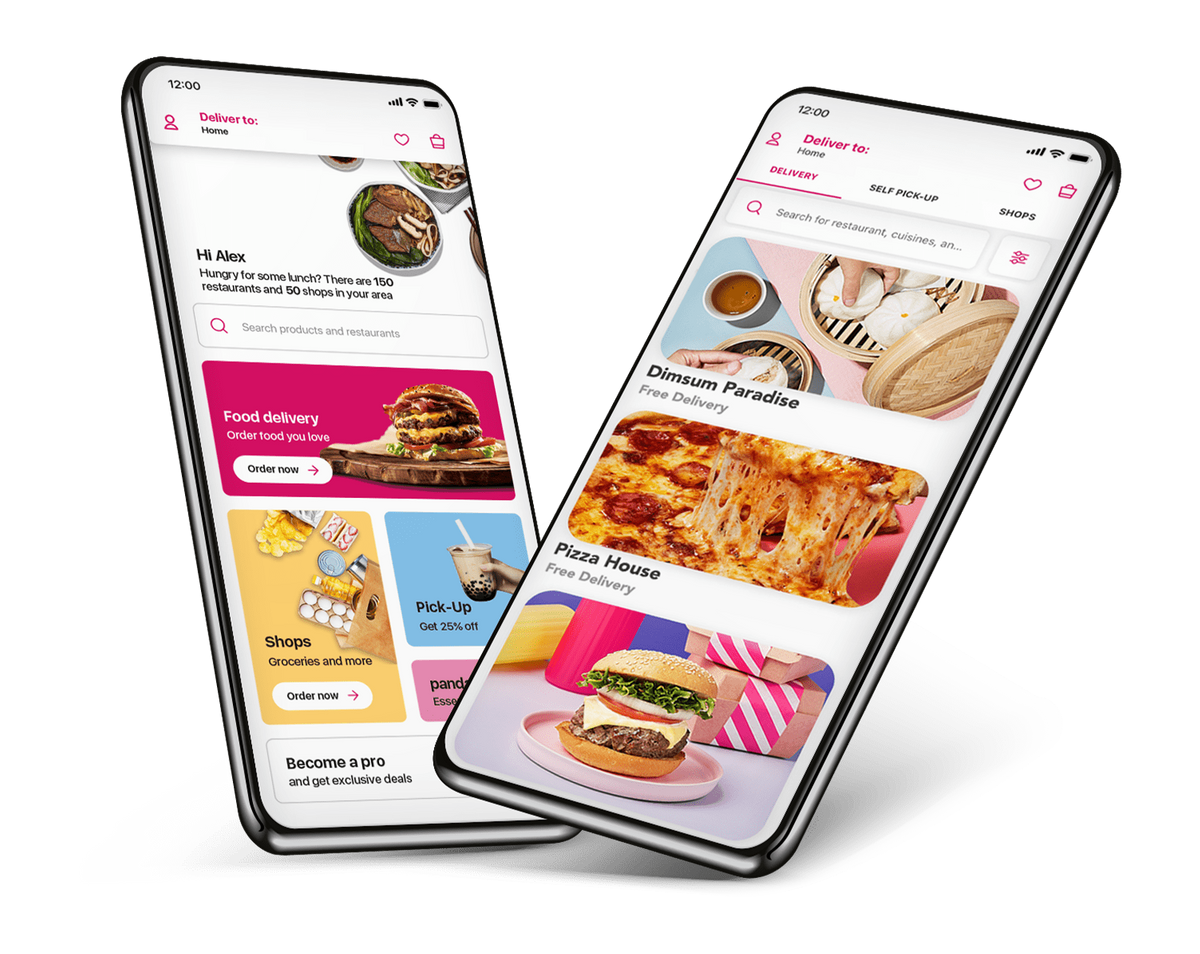 12:00
Deliver to:
Home
Hi Alex
Hungry for some lunch? There are 150
restaurants and 50 shops in your area
Search products and restaurants
Food delivery
Order food you love
Order now
Shops
Groceries and more
Order now
Pick-Up
Get 25% off
panda
Esse
Become a pro
and get exclusive deals
12:00
Deliver to:
Home
DELIVERY
SELF PICK-UP
SHOPS
Search for restaurant, cuisines, an...
Dimsum Paradise
Free Delivery
Pizza House
Free Delivery